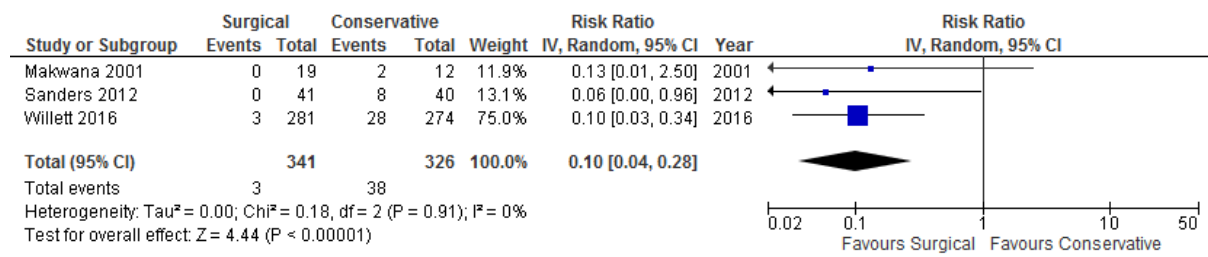 Surgical Conservative Risk Ratio Risk Ratio
Study or Subgroup Events Total Events Total Weight IV, Random, 95% CI Year IV, Random, 95% CI
Makwana 2001 0 19 2 12 11.9% 0.13 [0.01, 2.50] 2001
Sanders 2012 0 41 8 40 13.1% 0.06 [0.00, 0.96] 2012
Willett 2016 3 281 28 274 75.0% 0.10 [0.03, 0.34] 2016
Total (95% CI) 341 326 100.0% 0.10 [0.04, 0.28]
Total events 3 38
Heterogeneity: Tau² = 0.00; Chi² = 0.18, df = 2 (P = 0.91); I² = 0%
Test for overall effect: Z = 4.44 (P < 0.00001)
0.02 0.1 1 10 50
Favours Surgical Favours Conservative